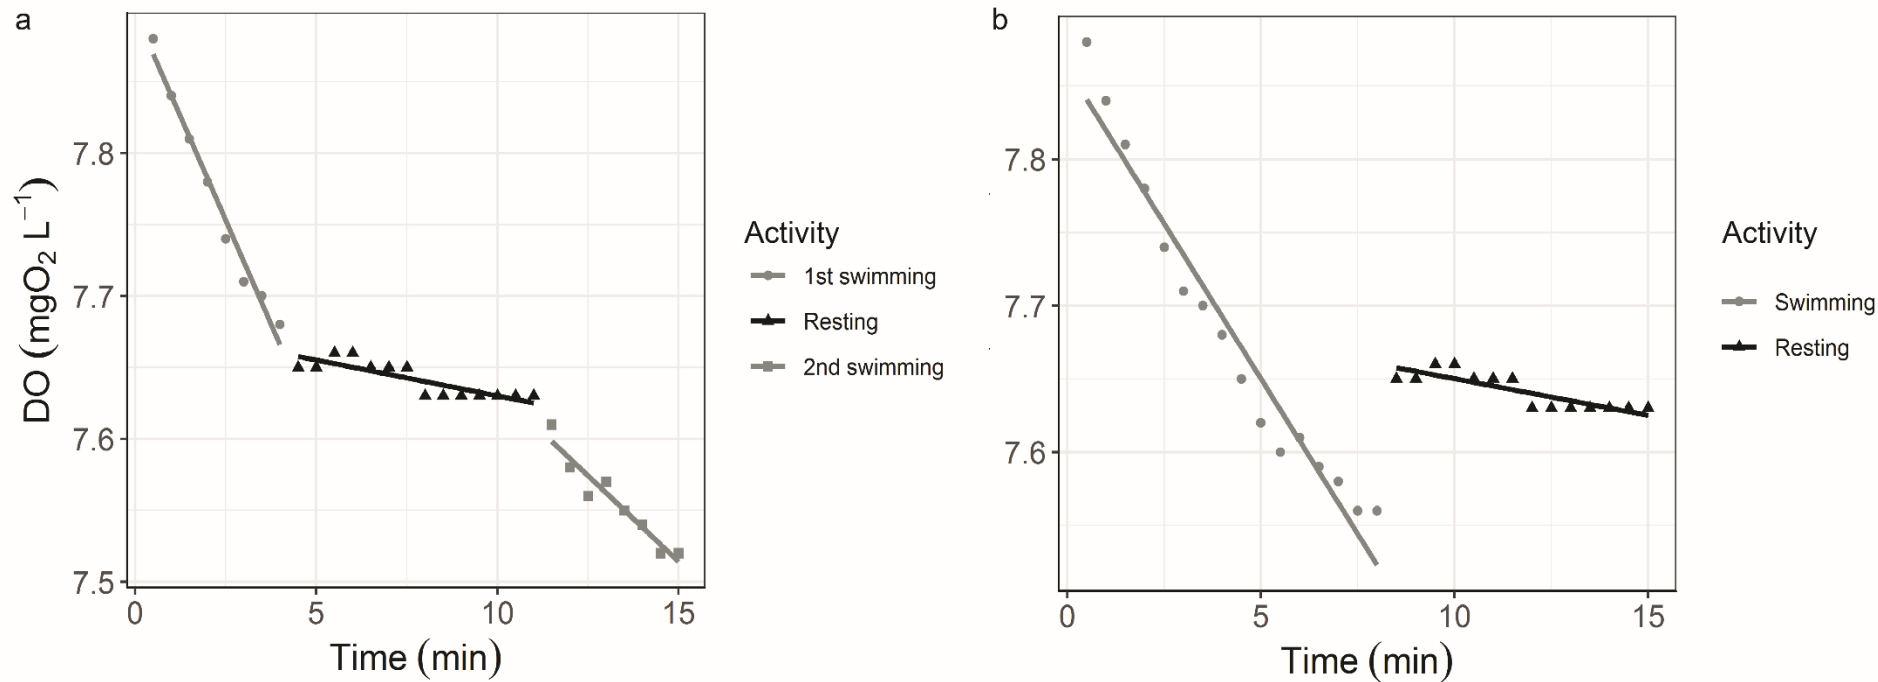 a
DO (mgO₂ L⁻¹)
7.8
7.7
7.6
7.5
0 5 10 15
Time (min)
Activity
1st swimming
Resting
2nd swimming
b
7.8
7.7
7.6
0 5 10 15
Time (min)
Activity
Swimming
Resting